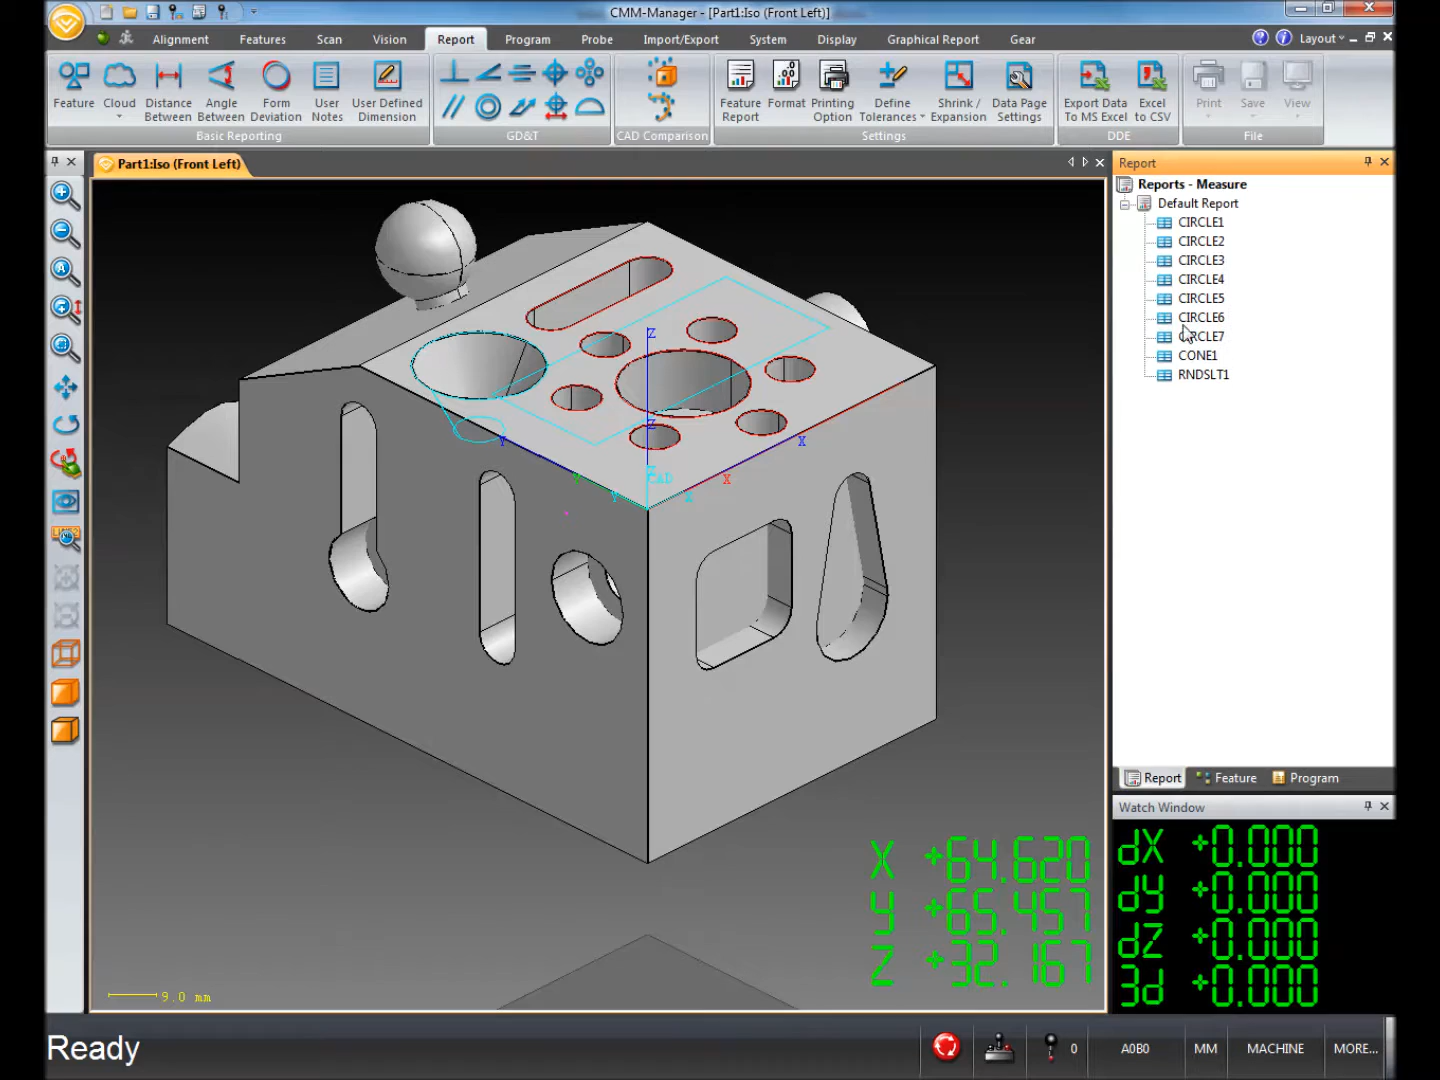 CMM-Manager - [Part1:Iso (Front Left)]
Alignment Features Scan Vision Report Program Probe Import/Export System Display Graphical Report Gear Layout
Feature Cloud Distance Between Angle Between Form Deviation User Notes User Defined Dimension
Feature Report Format Printing Option Define Tolerances Shrink / Expansion Data Page Settings
Export Data To MS Excel Excel to CSV Print Save View
Basic Reporting GD&T CAD Comparison Settings DDE File
Part1:Iso (Front Left)
Report
Reports - Measure
Default Report
CIRCLE1
CIRCLE2
CIRCLE3
CIRCLE4
CIRCLE5
CIRCLE6
CIRCLE7
CONE1
RNDSLT1
Z
Z
Y X
Z
CAD X
Y X
Report Feature Program
Watch Window
X +64.620
Y +65.457
Z +32.167
dX +0.000
dY +0.000
dZ +0.000
3d +0.000
9.0 mm
Ready
0 A0B0 MM MACHINE MORE...